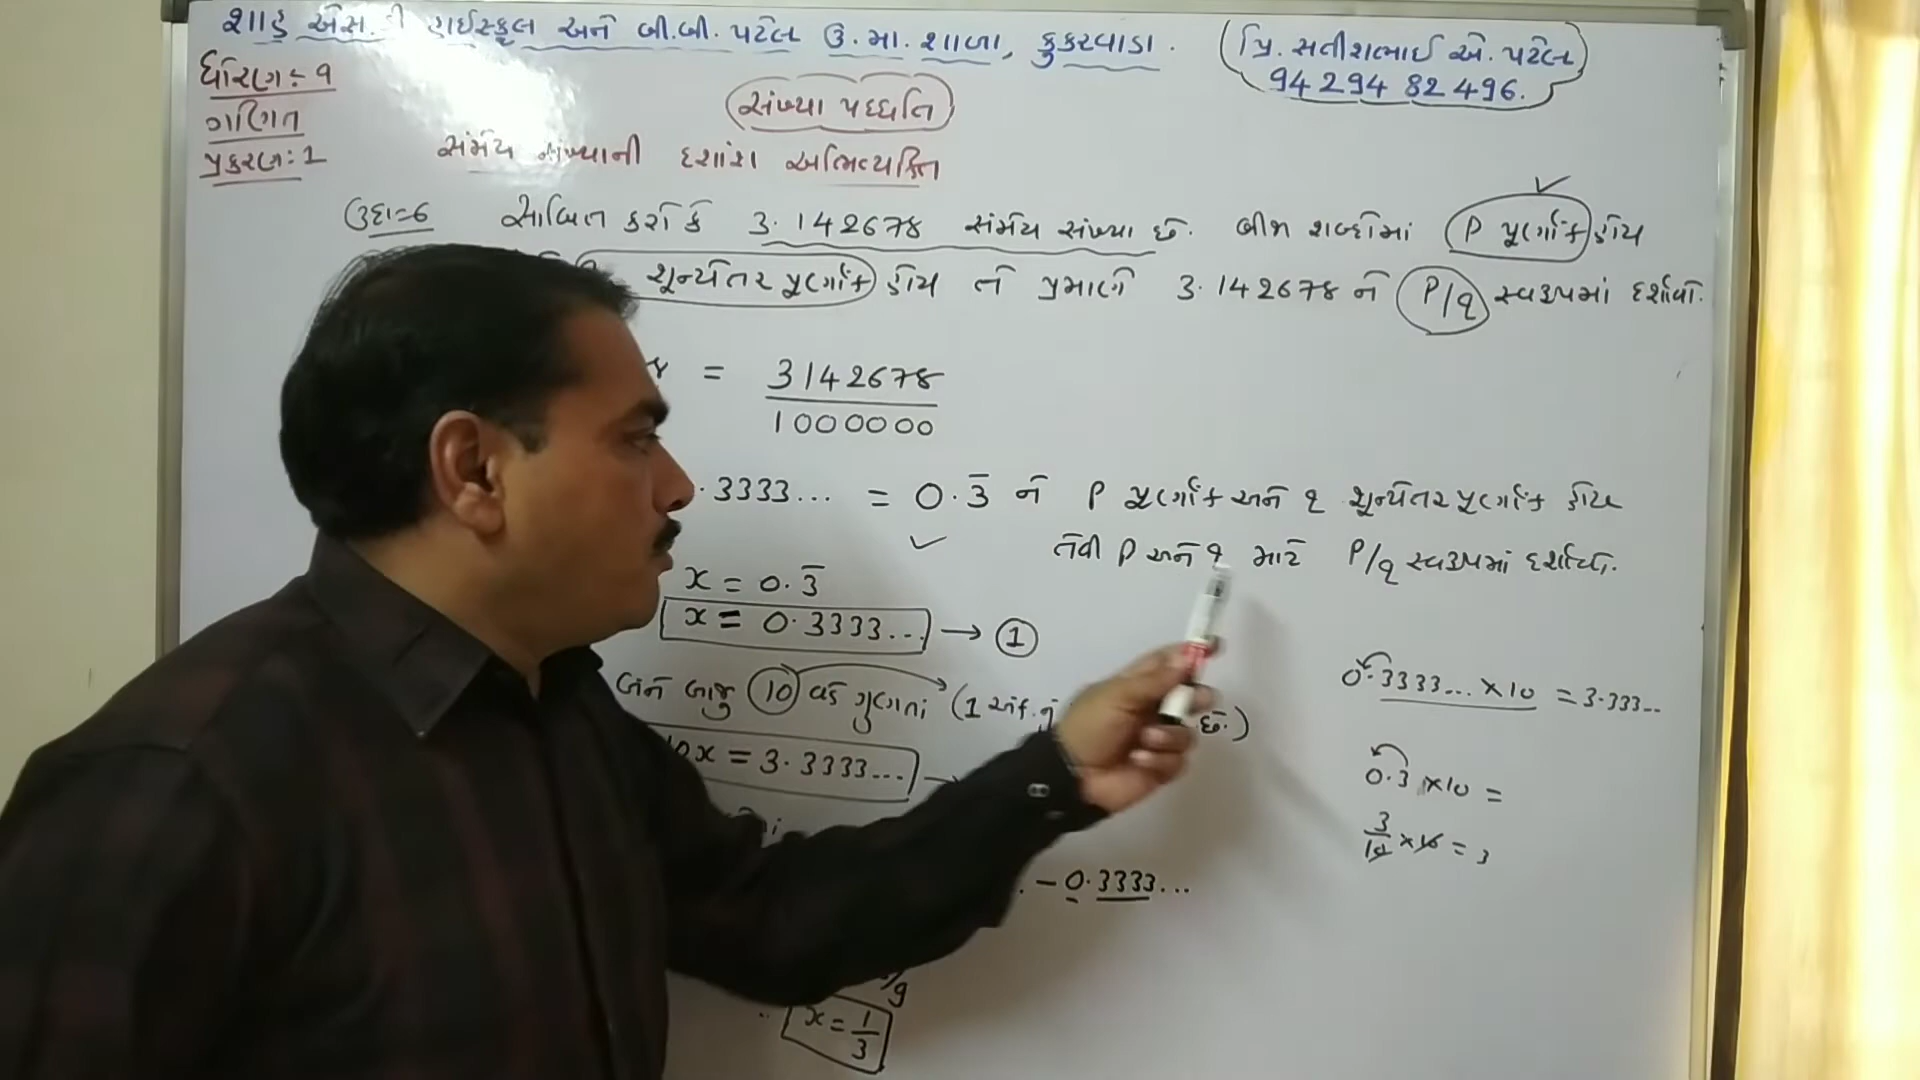 શાહ એસ. ડી હાઈસ્કૂલ અને બી.બી. પટેલ ઉ.મા. શાળા, કુકરવાડા.
(પ્રિ. સતીશભાઈ એ. પટેલ
94294 82496.)
ધોરણ:- ૧
ગણિત
પ્રકરણ:1
સંખ્યા પદ્ધતિ
સંમેય સંખ્યાની દશાંશ અભિવ્યક્તિ
ઉદા=6 સાબિત કરો કે 3.142678 સંમેય સંખ્યા છે. બીજા શબ્દોમાં P પૂર્ણાંક હોય
શૂન્યેતર પૂર્ણાંક હોય તે પ્રમાણે 3.142678 ને P/q સ્વરૂપમાં દર્શાવો.
= 3142678
1000000
.3333... = 0.3̅ ને P પૂર્ણાંક અને q શૂન્યેતર પૂર્ણાંક હોય
તેવી P અને q માટે P/q સ્વરૂપમાં દર્શાવો.
x = 0.3̅
x = 0.3333... → 1
બંને બાજુ 10 વડે ગુણતાં (1 અંક નું છે.)
0x = 3.3333... →
. – 0.3333...
/9
x = 1/3
0.3333... ×10 = 3.333...
0.3 ×10 =
3/10 ×10 = 3